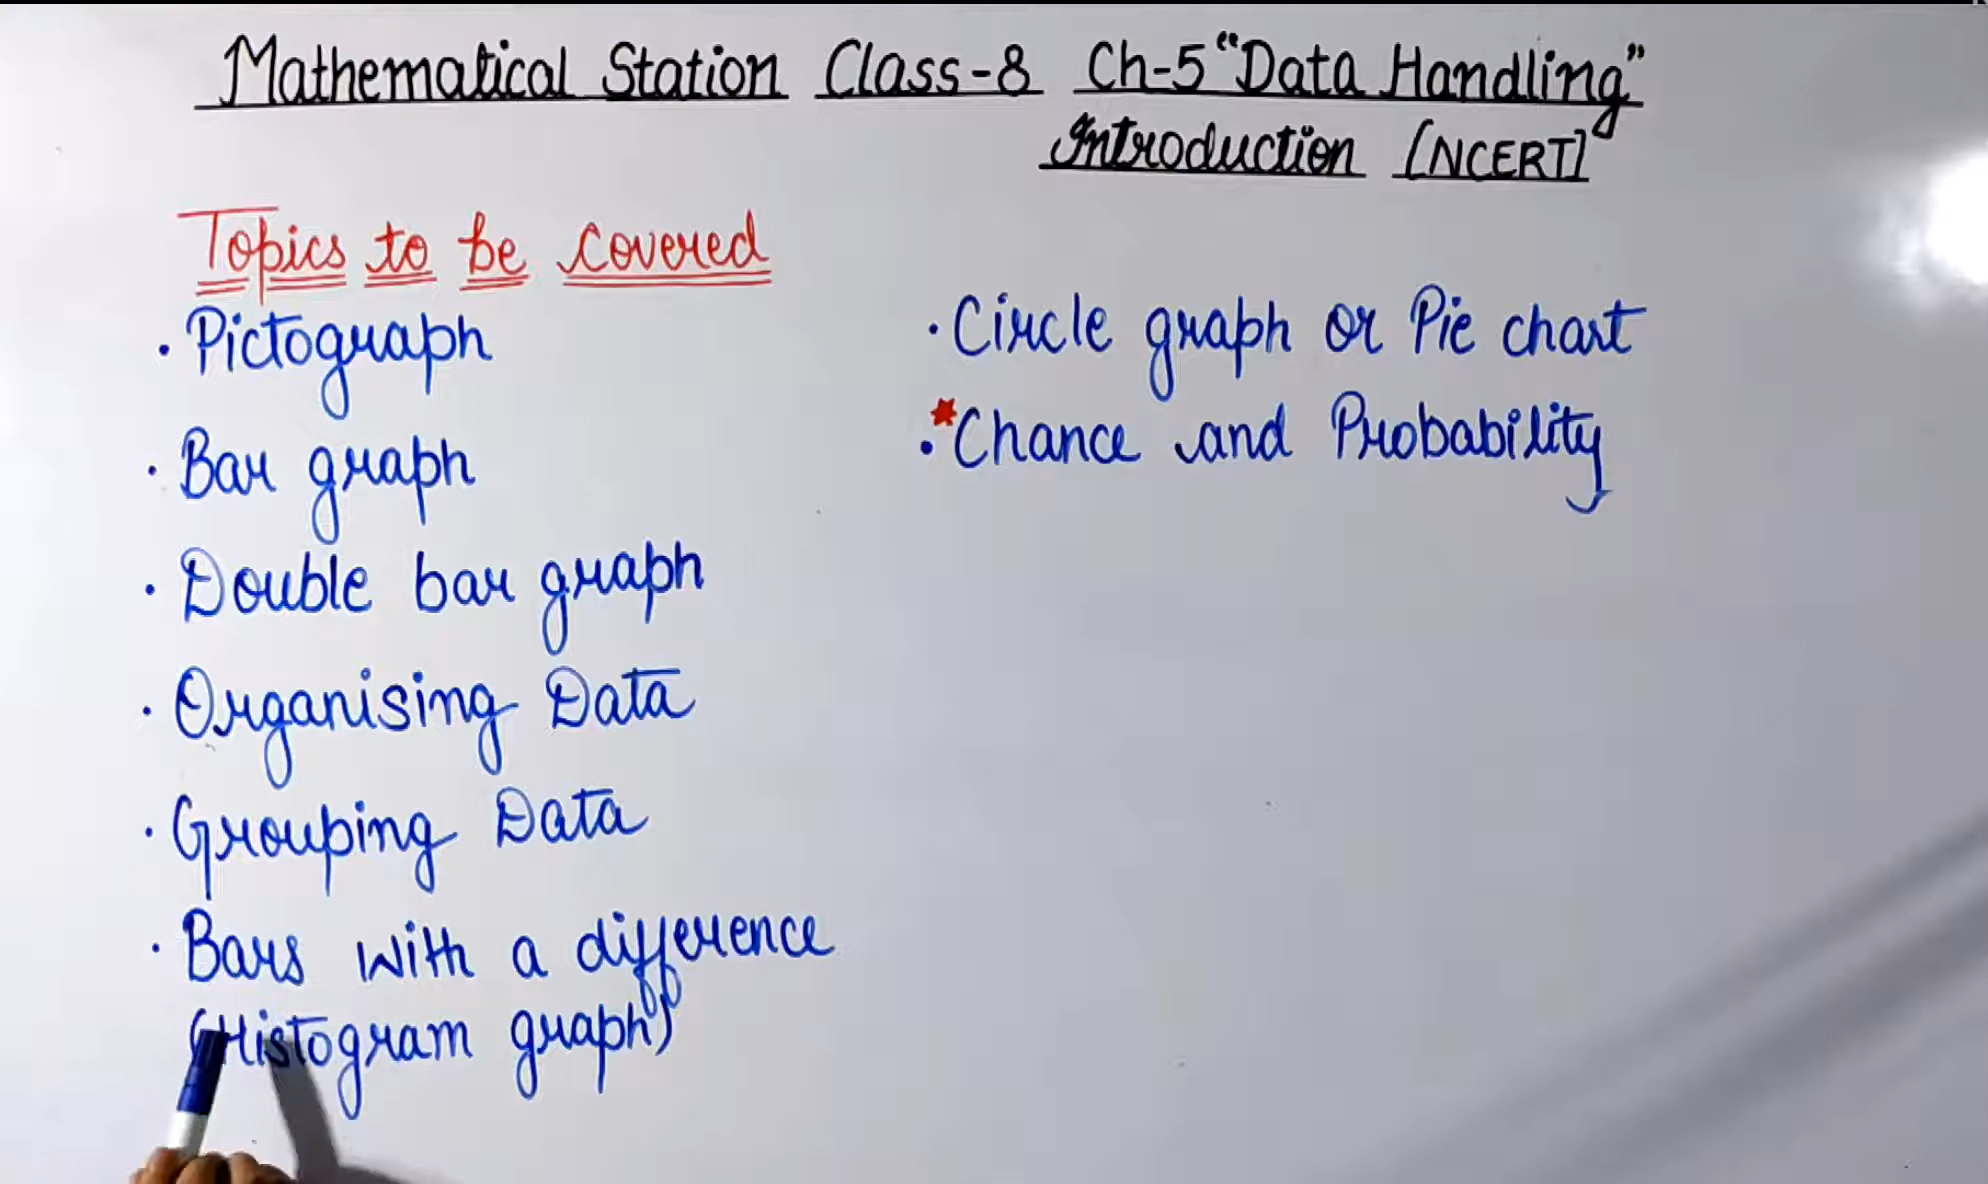 Mathematical Station Class-8 Ch-5 “Data Handling”
Introduction [NCERT]
Topics to be covered
· Pictograph
· Bar graph
· Double bar graph
· Organising Data
· Grouping Data
· Bars with a difference
(Histogram graph)
· Circle graph or Pie chart
·* Chance and Probability